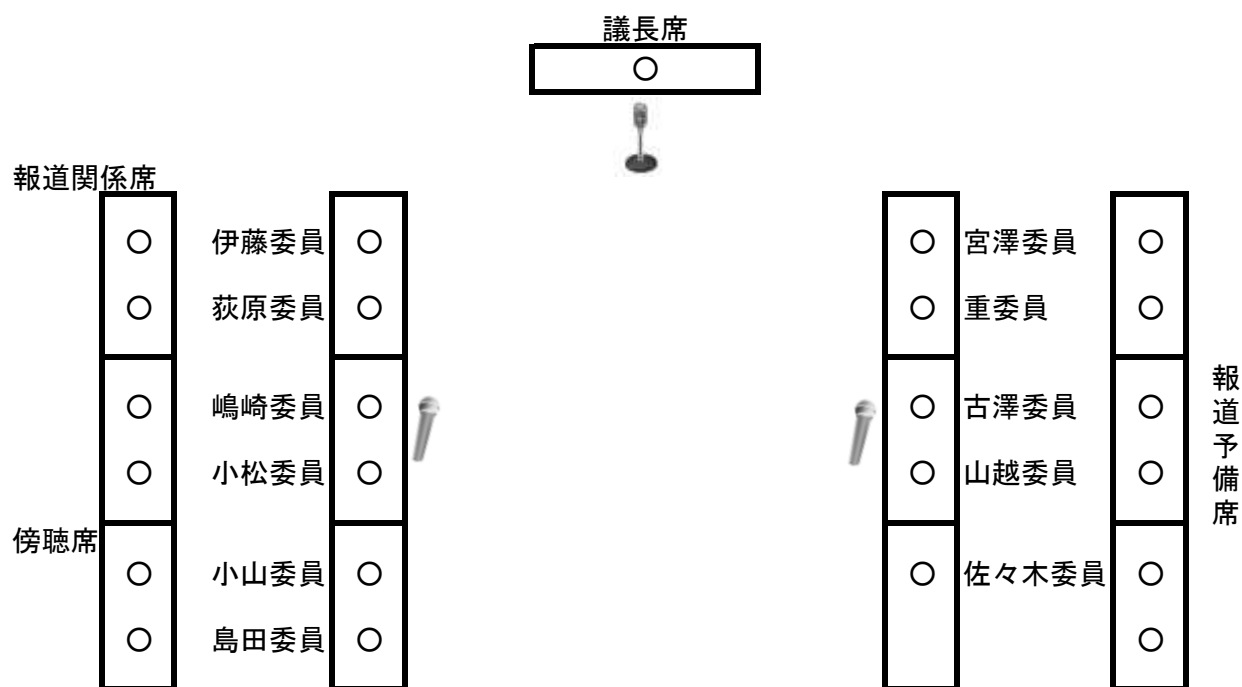 議長席
○
報道関係席
○ 伊藤委員 ○ ○ 宮澤委員 ○
○ 荻原委員 ○ ○ 重委員 ○
○ 嶋崎委員 ○ ○ 古澤委員 ○
○ 小松委員 ○ ○ 山越委員 ○
報道予備席
傍聴席
○ 小山委員 ○ ○ 佐々木委員 ○
○ 島田委員 ○ ○